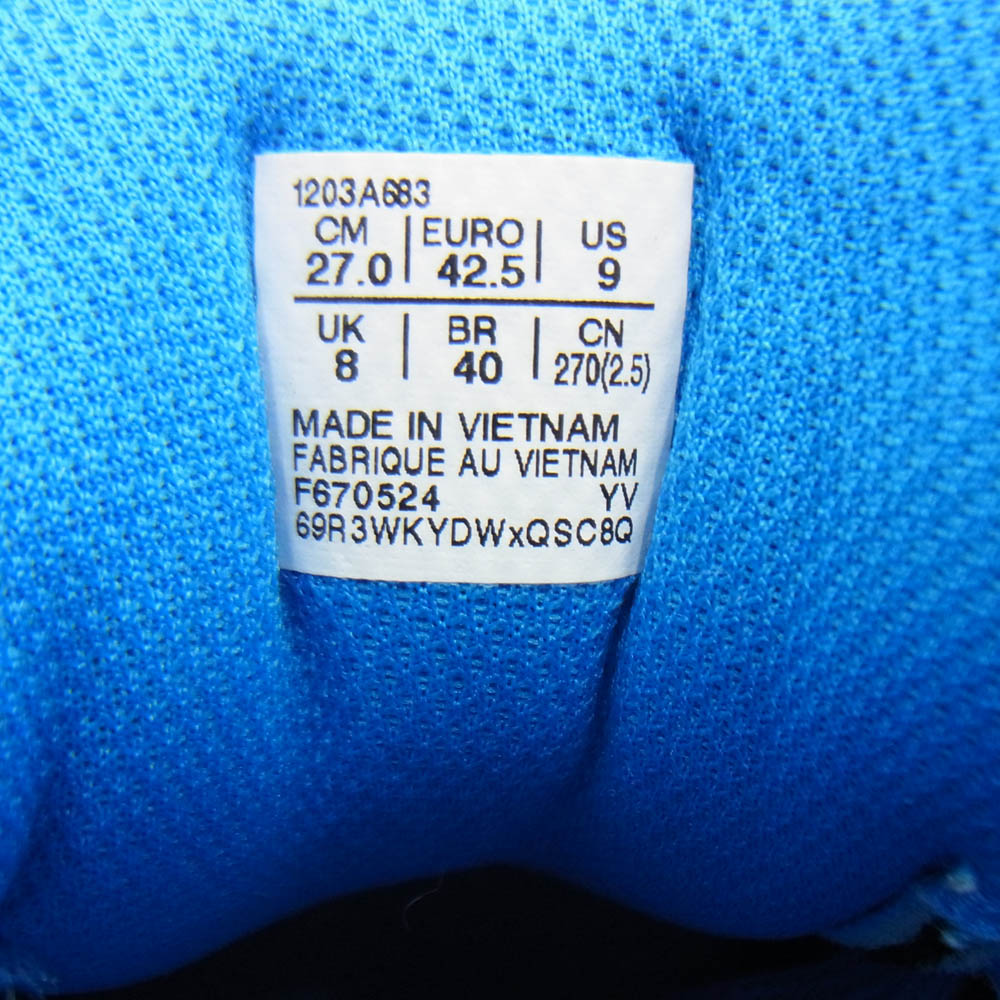 1203A683
CM | EURO | US
27.0 | 42.5 | 9
UK | BR | CN
8 | 40 | 270(2.5)
MADE IN VIETNAM
FABRIQUE AU VIETNAM
F670524 YV
69R3WKYDWxQSC8Q